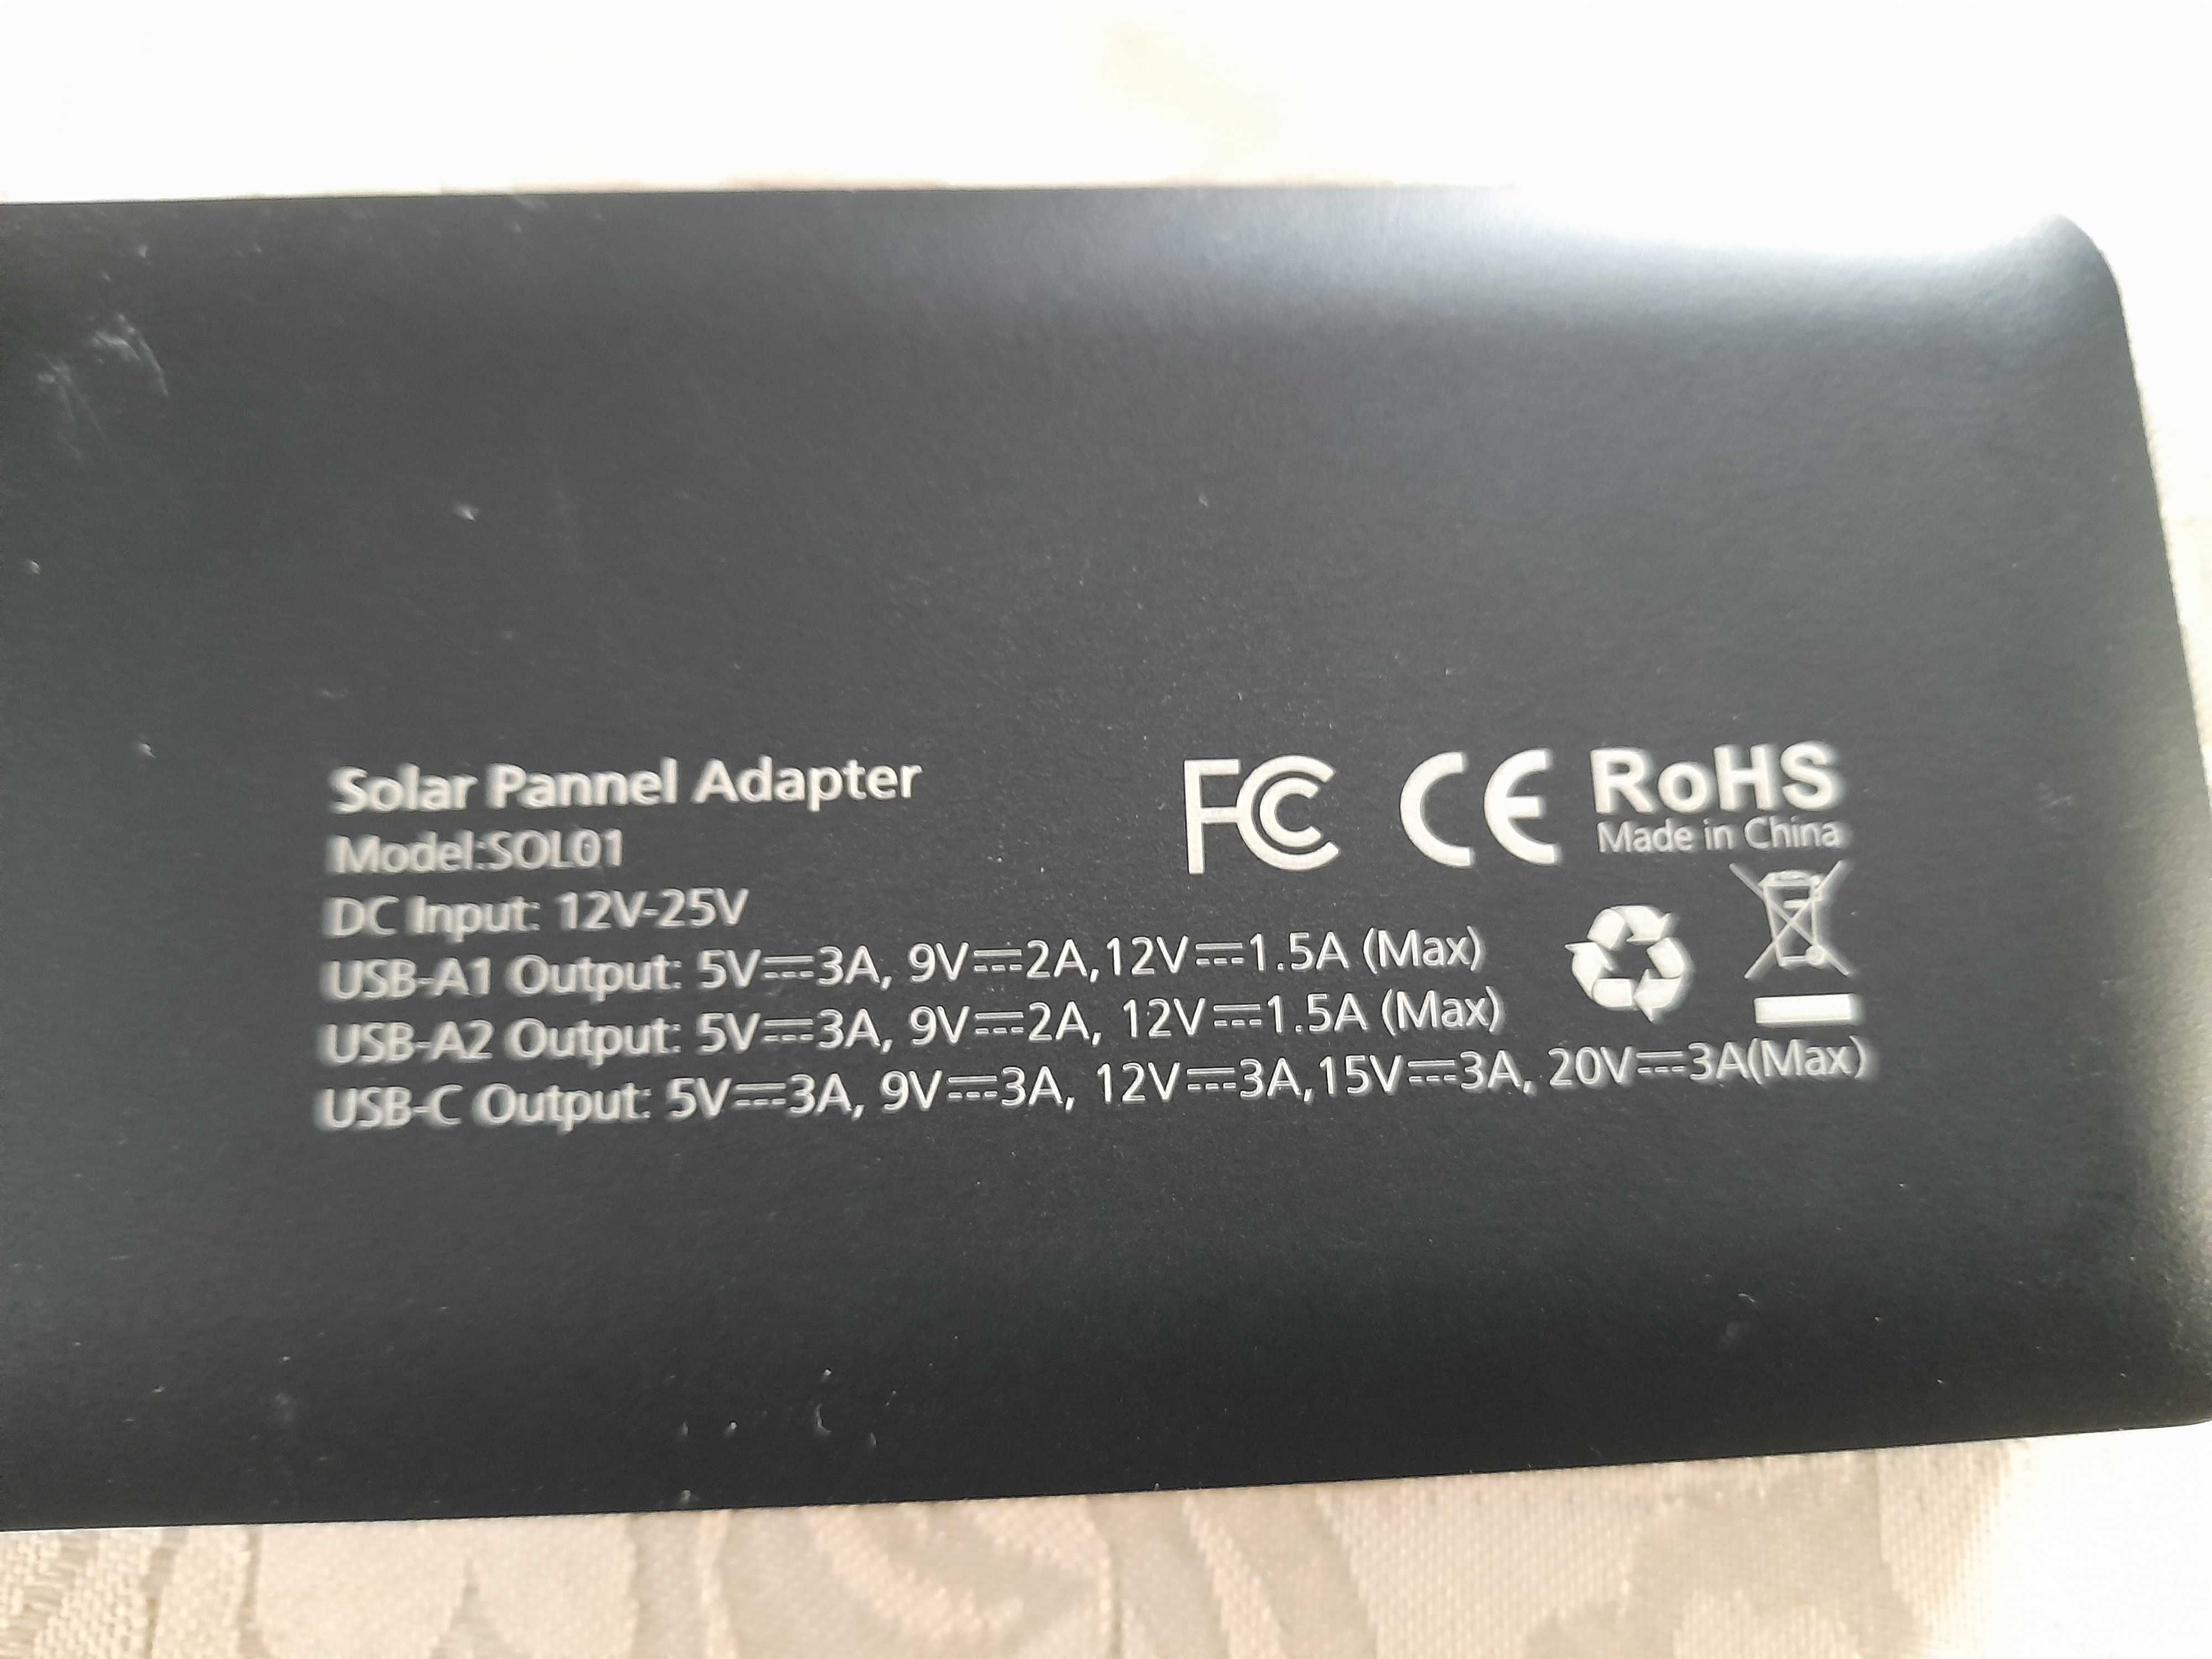 Solar Pannel Adapter
Model:SOL01
DC Input: 12V-25V
USB-A1 Output: 5V⎓3A, 9V⎓2A,12V⎓1.5A (Max)
USB-A2 Output: 5V⎓3A, 9V⎓2A, 12V⎓1.5A (Max)
USB-C Output: 5V⎓3A, 9V⎓3A, 12V⎓3A,15V⎓3A, 20V⎓3A(Max)
FC CE RoHS
Made in China